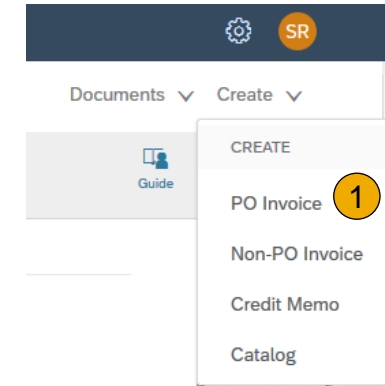 SR
Documents Create
Guide
CREATE
PO Invoice 1
Non-PO Invoice
Credit Memo
Catalog